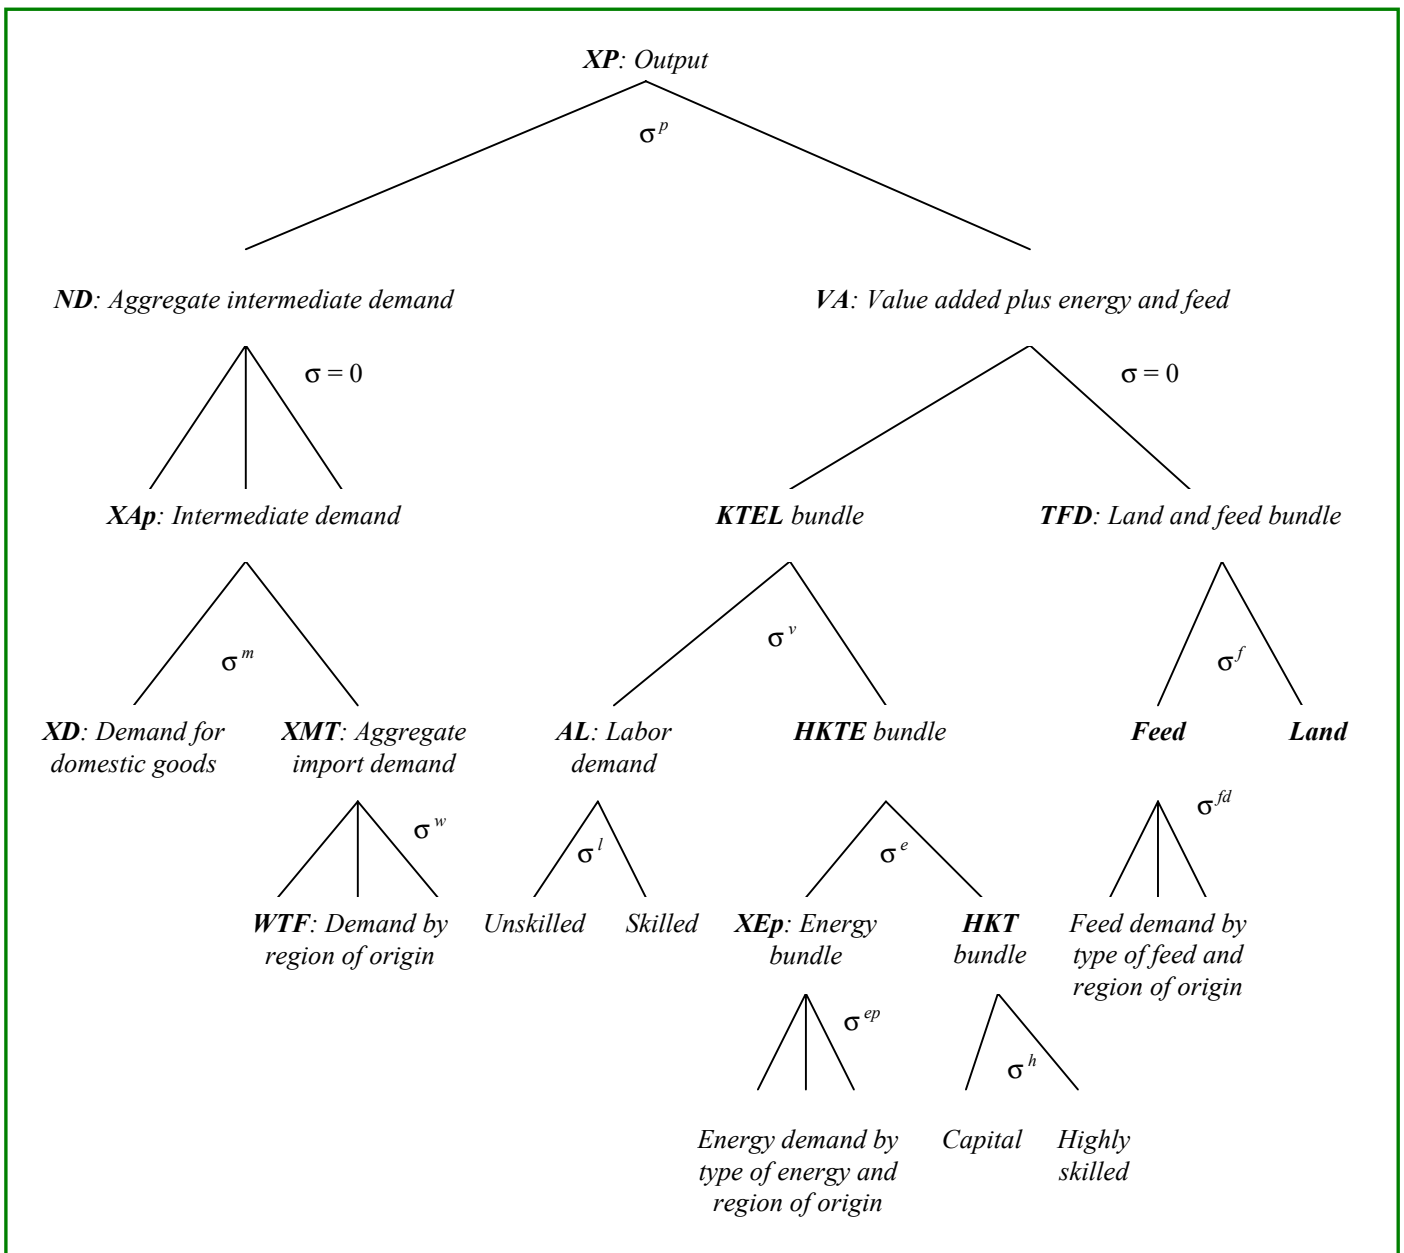 XP: Output
σ p
ND: Aggregate intermediate demand
VA: Value added plus energy and feed
σ = 0
σ = 0
XAp: Intermediate demand
KTEL bundle
TFD: Land and feed bundle
σ m
σ v
σ f
XD: Demand for
domestic goods
XMT: Aggregate
import demand
AL: Labor
demand
HKTE bundle
Feed
Land
σ w
σ l
σ e
σ fd
WTF: Demand by
region of origin
Unskilled
Skilled
XEp: Energy
bundle
HKT
bundle
Feed demand by
type of feed and
region of origin
σ ep
σ h
Energy demand by
type of energy and
region of origin
Capital
Highly
skilled